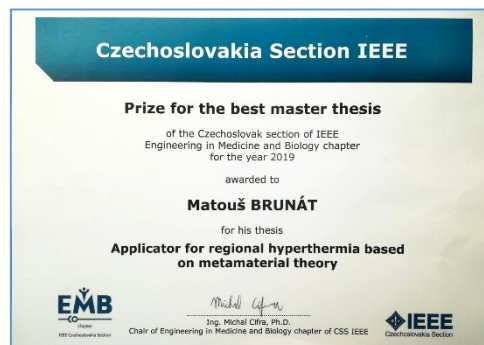 Czechoslovakia Section IEEE
Prize for the best master thesis
of the Czechoslovak section of IEEE
Engineering in Medicine and Biology chapter
for the year 2019
awarded to
Matouš BRUNÁT
for his thesis
Applicator for regional hyperthermia based
on metamaterial theory
EMB
chapter
IEEE Czechoslovakia Section
Michal Cifra
Ing. Michal Cifra, Ph.D.
Chair of Engineering in Medicine and Biology chapter of CSS IEEE
IEEE
Czechoslovakia Section